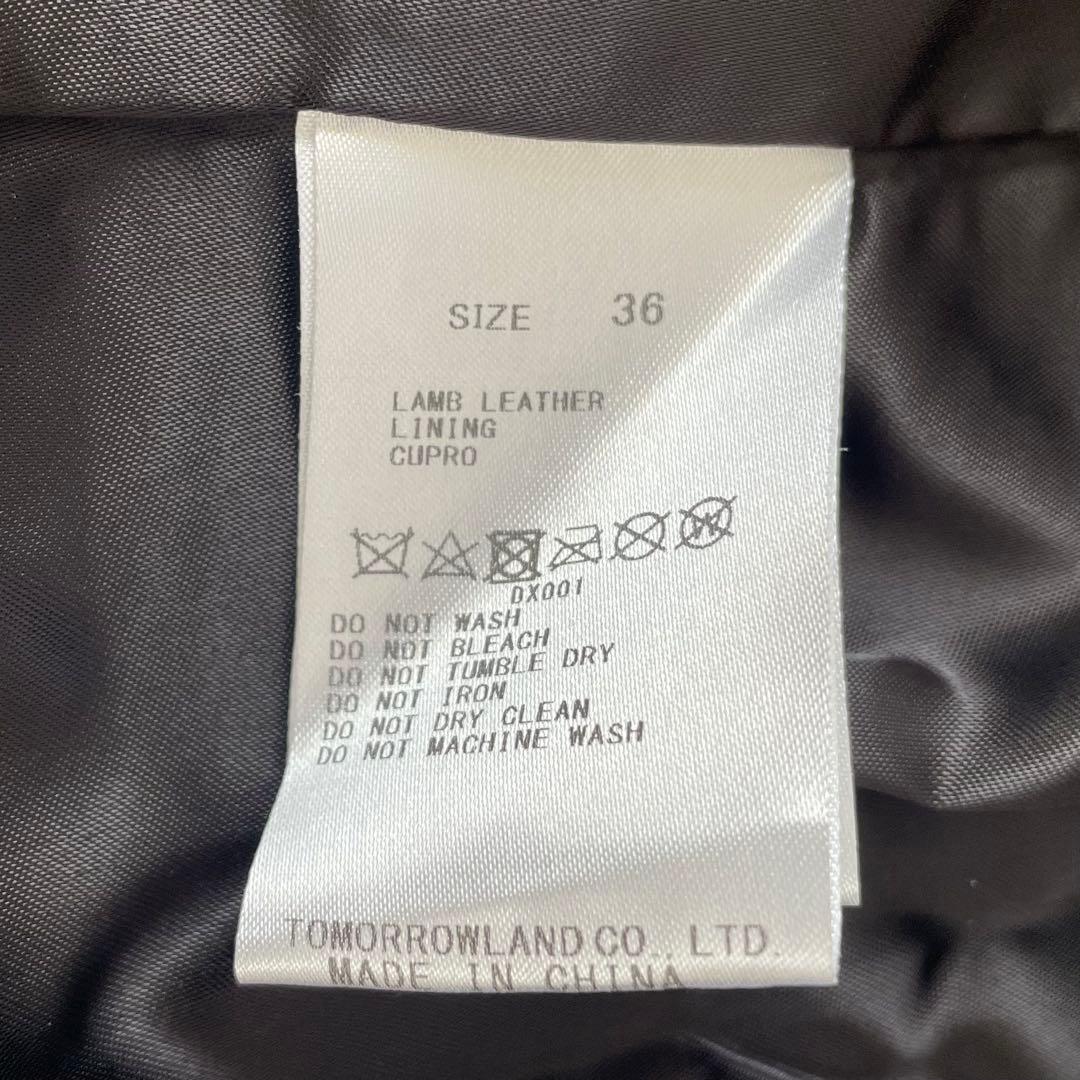 SIZE 36
LAMB LEATHER
LINING
CUPRO
W
DX001
DO NOT WASH
DO NOT BLEACH
DO NOT TUMBLE DRY
DO NOT IRON
DO NOT DRY CLEAN
DO NOT MACHINE WASH
TOMORROWLAND CO., LTD.
MADE IN CHINA